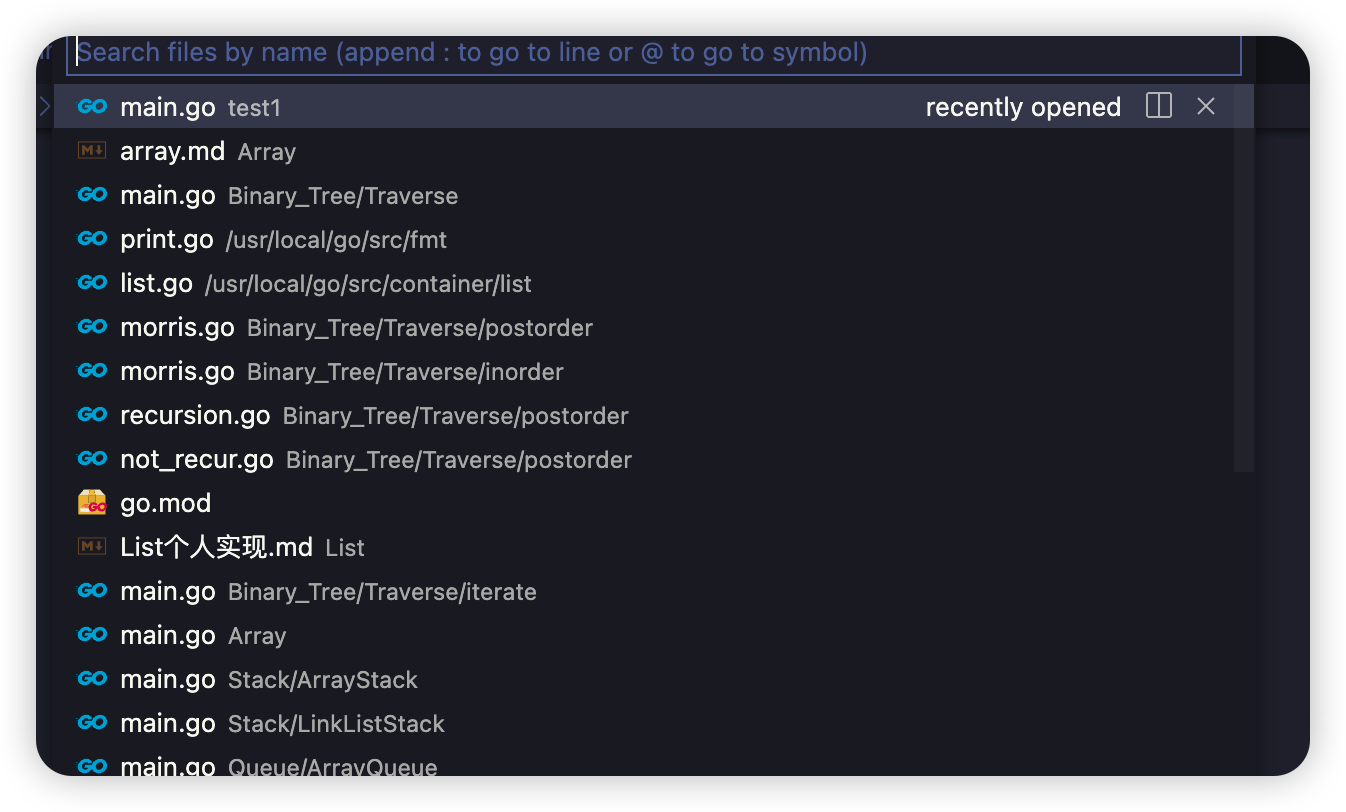 Search files by name (append : to go to line or @ to go to symbol)
GO main.go test1 recently opened
M array.md Array
GO main.go Binary_Tree/Traverse
GO print.go /usr/local/go/src/fmt
GO list.go /usr/local/go/src/container/list
GO morris.go Binary_Tree/Traverse/postorder
GO morris.go Binary_Tree/Traverse/inorder
GO recursion.go Binary_Tree/Traverse/postorder
GO not_recur.go Binary_Tree/Traverse/postorder
GO go.mod
M List个人实现.md List
GO main.go Binary_Tree/Traverse/iterate
GO main.go Array
GO main.go Stack/ArrayStack
GO main.go Stack/LinkListStack
GO main.go Queue/ArrayQueue